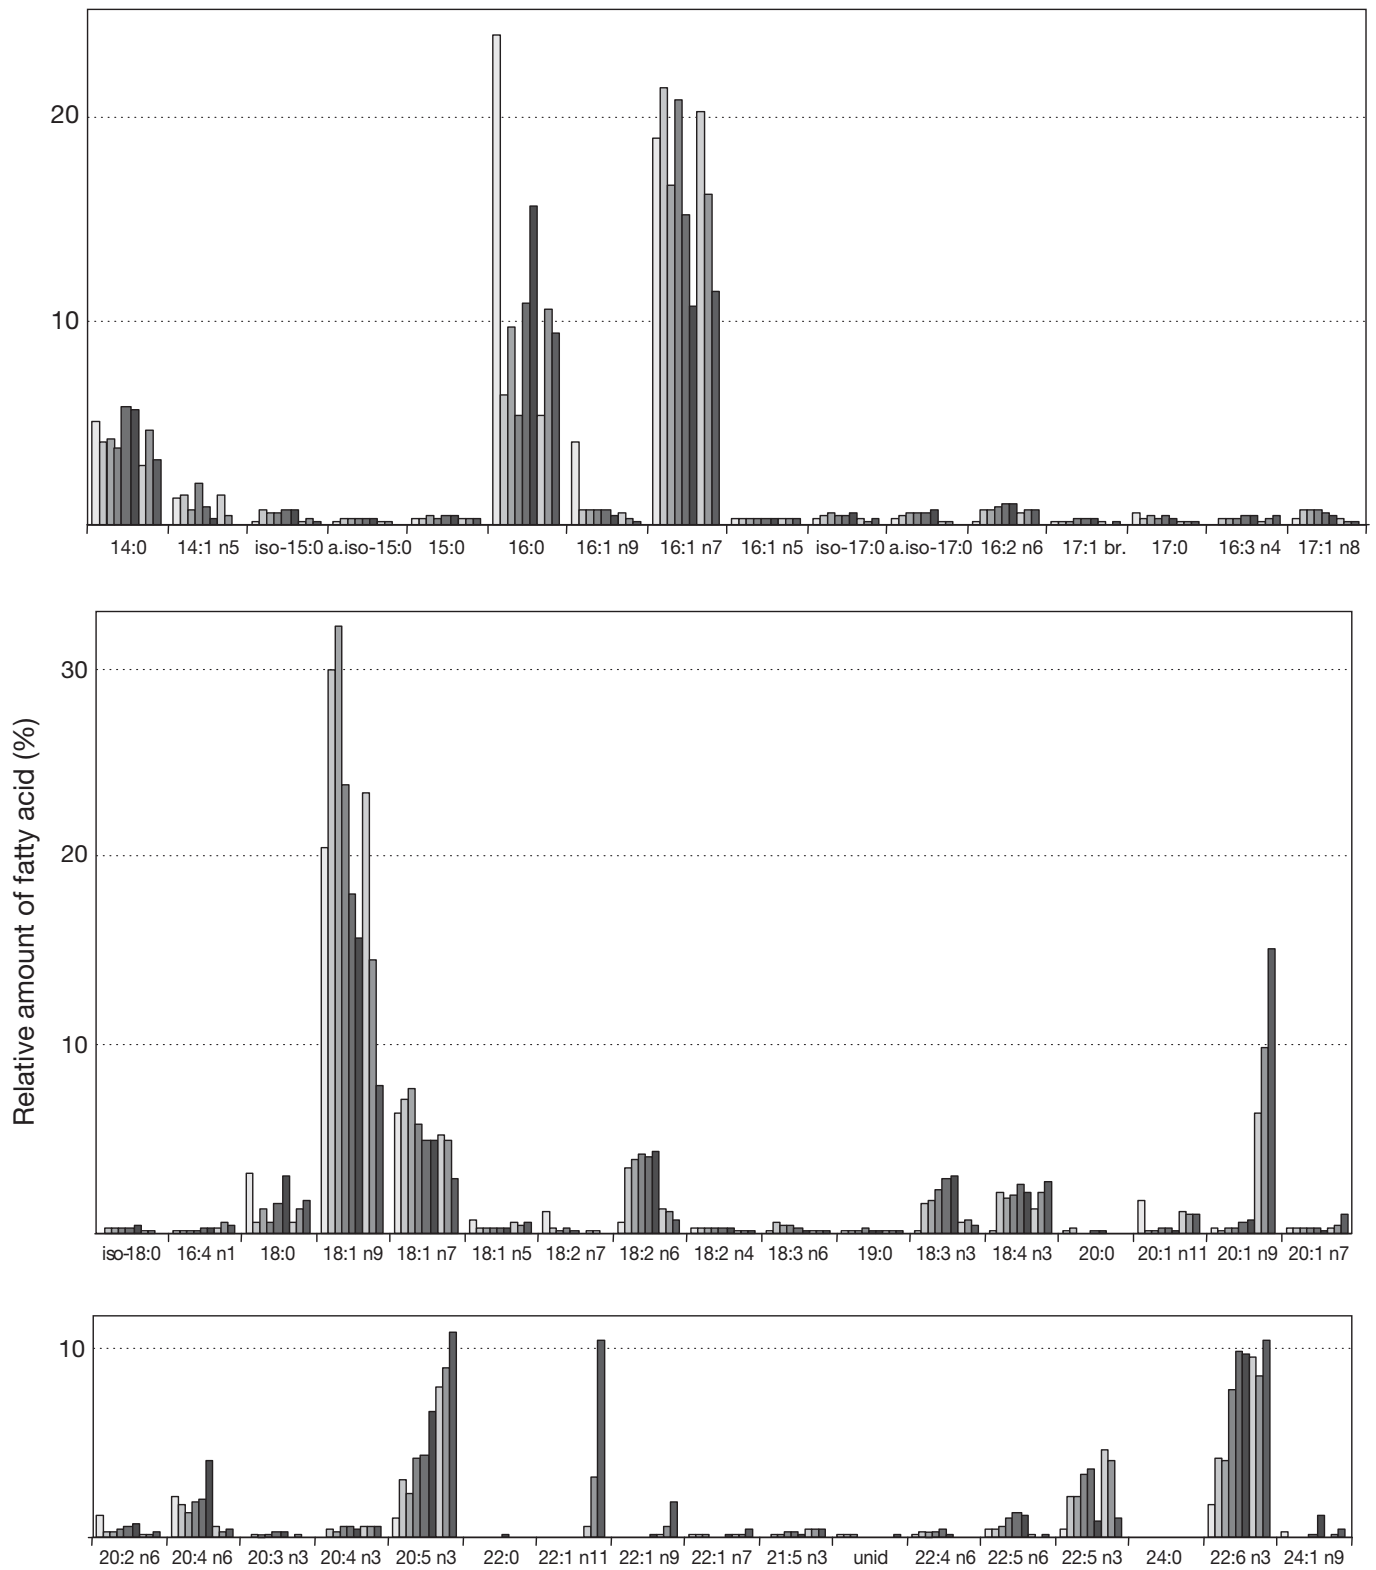 20
10
14:0 14:1 n5 iso-15:0 a.iso-15:0 15:0 16:0 16:1 n9 16:1 n7 16:1 n5 iso-17:0 a.iso-17:0 16:2 n6 17:1 br. 17:0 16:3 n4 17:1 n8
Relative amount of fatty acid (%)
30
20
10
iso-18:0 16:4 n1 18:0 18:1 n9 18:1 n7 18:1 n5 18:2 n7 18:2 n6 18:2 n4 18:3 n6 19:0 18:3 n3 18:4 n3 20:0 20:1 n11 20:1 n9 20:1 n7
10
20:2 n6 20:4 n6 20:3 n3 20:4 n3 20:5 n3 22:0 22:1 n11 22:1 n9 22:1 n7 21:5 n3 unid 22:4 n6 22:5 n6 22:5 n3 24:0 22:6 n3 24:1 n9